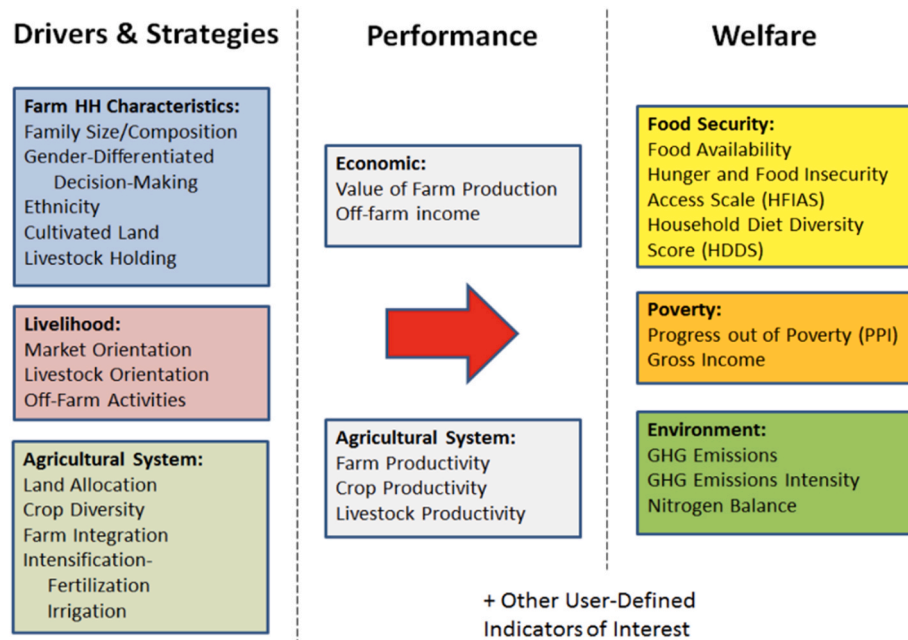 Drivers & Strategies
Farm HH Characteristics:
Family Size/Composition
Gender-Differentiated
Decision-Making
Ethnicity
Cultivated Land
Livestock Holding
Livelihood:
Market Orientation
Livestock Orientation
Off-Farm Activities
Agricultural System:
Land Allocation
Crop Diversity
Farm Integration
Intensification-
Fertilization
Irrigation
Performance
Economic:
Value of Farm Production
Off-farm income
Agricultural System:
Farm Productivity
Crop Productivity
Livestock Productivity
Welfare
Food Security:
Food Availability
Hunger and Food Insecurity
Access Scale (HFIAS)
Household Diet Diversity
Score (HDDS)
Poverty:
Progress out of Poverty (PPI)
Gross Income
Environment:
GHG Emissions
GHG Emissions Intensity
Nitrogen Balance
+ Other User-Defined
Indicators of Interest